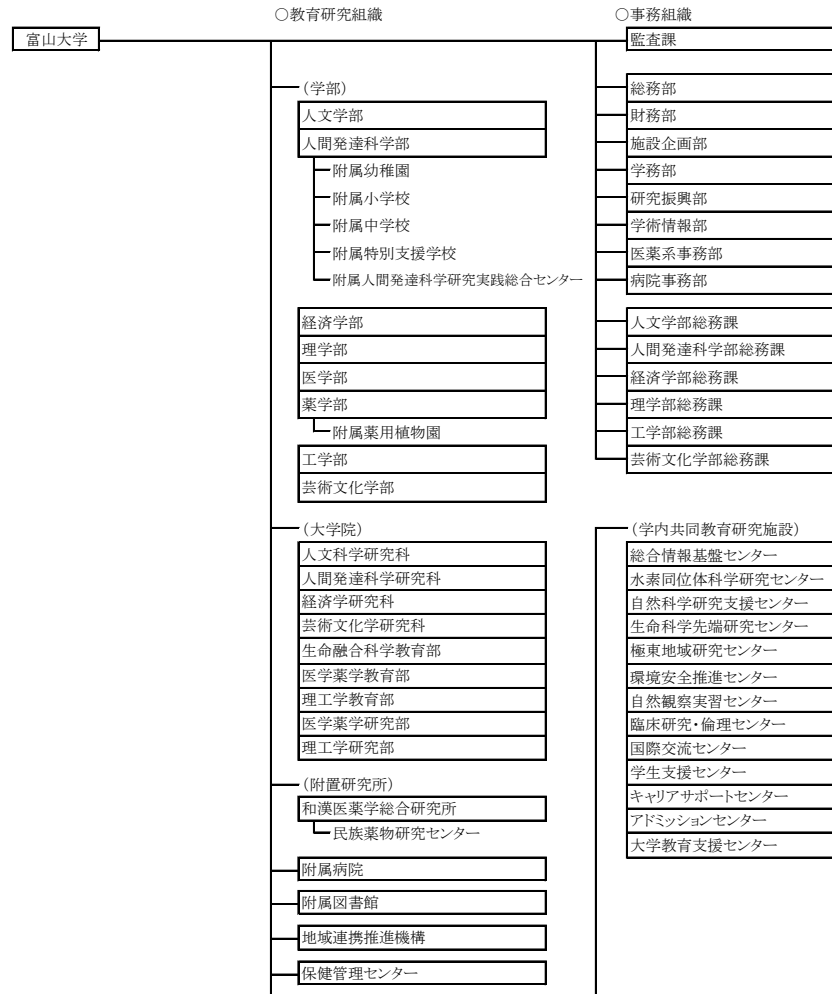 ○教育研究組織
富山大学
(学部)
人文学部
人間発達科学部
附属幼稚園
附属小学校
附属中学校
附属特別支援学校
附属人間発達科学研究実践総合センター
経済学部
理学部
医学部
薬学部
附属薬用植物園
工学部
芸術文化学部
(大学院)
人文科学研究科
人間発達科学研究科
経済学研究科
芸術文化学研究科
生命融合科学教育部
医学薬学教育部
理工学教育部
医学薬学研究部
理工学研究部
(附置研究所)
和漢医薬学総合研究所
民族薬物研究センター
附属病院
附属図書館
地域連携推進機構
保健管理センター
○事務組織
監査課
総務部
財務部
施設企画部
学務部
研究振興部
学術情報部
医薬系事務部
病院事務部
人文学部総務課
人間発達科学部総務課
経済学部総務課
理学部総務課
工学部総務課
芸術文化学部総務課
(学内共同教育研究施設)
総合情報基盤センター
水素同位体科学研究センター
自然科学研究支援センター
生命科学先端研究センター
極東地域研究センター
環境安全推進センター
自然観察実習センター
臨床研究・倫理センター
国際交流センター
学生支援センター
キャリアサポートセンター
アドミッションセンター
大学教育支援センター